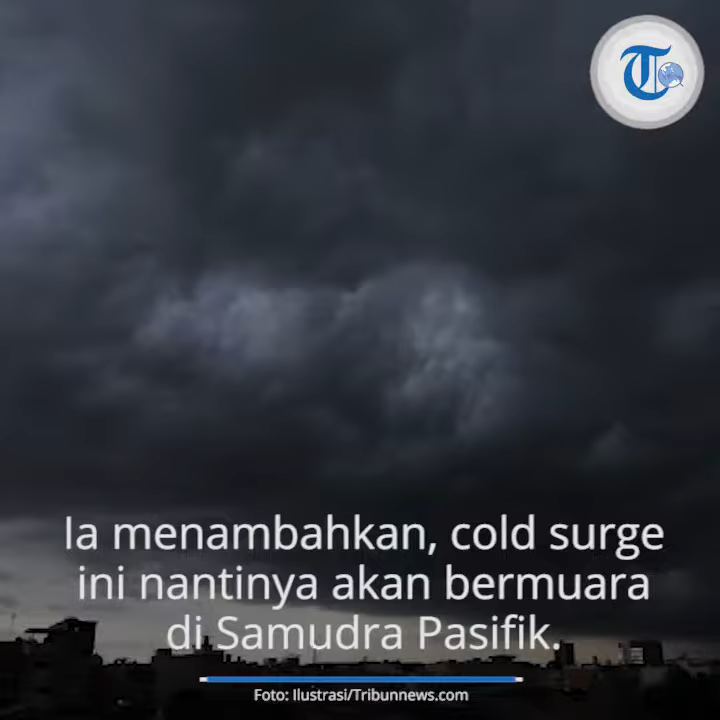 T
Ia menambahkan, cold surge
ini nantinya akan bermuara
di Samudra Pasifik.
Foto: Ilustrasi/Tribunnews.com